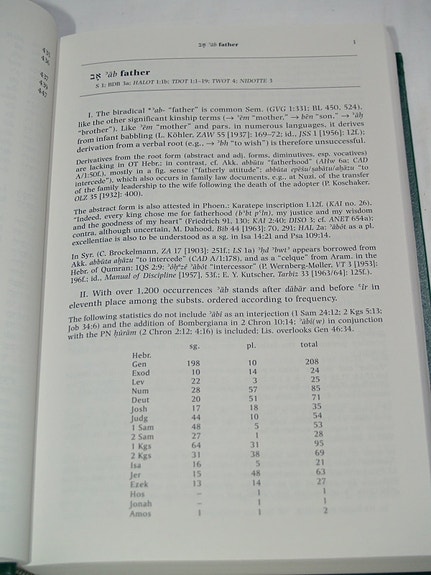 435
436
437
439
447
אָב ʾāb father 1
אָב ʾāb father
S 1; BDB 3a; HALOT 1:1b; TDOT 1:1–19; TWOT 4; NIDOTTE 3
I. The biradical *ʾab- “father” is common Sem. (GVG 1:331; BL 450, 524),
like the other significant kinship terms (→ ʾēm “mother,” → bēn “son,” → ʾāḥ
“brother”). Like ʾēm “mother” and pars. in numerous languages, it derives
from infant babbling (L. Köhler, ZAW 55 [1937]: 169–72; id., JSS 1 [1956]: 12f.);
derivation from a verbal root (e.g., → ʾbh “to wish”) is therefore unsuccessful.
Derivatives from the root form (abstract and adj. forms, diminutives, esp. vocatives)
are lacking in OT Hebr.; in contrast, cf. Akk. abbūtu “fatherhood” (AHw 6a; CAD
A/1:50f.), mostly in a fig. sense (“fatherly attitude”; abbūta epēšu/ṣabātu/aḫāzu “to
intercede”), which also occurs in family law documents, e.g., at Nuzi, of the transfer
of the family leadership to the wife following the death of the adopter (P. Koschaker,
OLZ 35 [1932]: 400).
The abstract form is also attested in Phoen.: Karatepe inscription I.12f. (KAI no. 26),
“Indeed, every king chose me for fatherhood (bʾbt pʿln), my justice and my wisdom
and the goodness of my heart” (Friedrich 91, 130; KAI 2:40; DISO 3; cf. ANET 654a);
contra, although uncertain, M. Dahood, Bib 44 [1963]: 70, 291; HAL 2a: ʾābôt as a pl.
excellentiae is also to be understood as a sg. in Isa 14:21 and Psa 109:14.
In Syr. (C. Brockelmann, ZA 17 [1903]: 251f.; LS 1a) ʾḥd ʾbwtʾ appears borrowed from
Akk. abbūta aḫāzu “to intercede” (CAD A/1:178), and as a “calque” from Aram. in the
Hebr. of Qumran: 1QS 2:9: ʾôḥᵃzê ʾābôt “intercessor” (P. Wernberg-Møller, VT 3 [1953]:
196f.; id., Manual of Discipline [1957], 53f.; E. Y. Kutscher, Tarbiz 33 [1963/64]: 125f.).
II. With over 1,200 occurrences ʾāb stands after dābār and before ʿîr in
eleventh place among the substs. ordered according to frequency.
The following statistics do not include ʾābî as an interjection (1 Sam 24:12; 2 Kgs 5:13;
Job 34:6) and the addition of Bombergiana in 2 Chron 10:14; ʾābî(w) in conjunction
with the PN ḥûrām (2 Chron 2:12; 4:16) is included; Lis. overlooks Gen 46:34.
sg. pl. total
Hebr.
Gen 198 10 208
Exod 10 14 24
Lev 22 3 25
Num 28 57 85
Deut 20 51 71
Josh 17 18 35
Judg 44 10 54
1 Sam 48 5 53
2 Sam 27 1 28
1 Kgs 64 31 95
2 Kgs 31 38 69
Isa 16 5 21
Jer 15 48 63
Ezek 13 14 27
Hos – 1 1
Jonah – 1 1
Amos 1 1 2